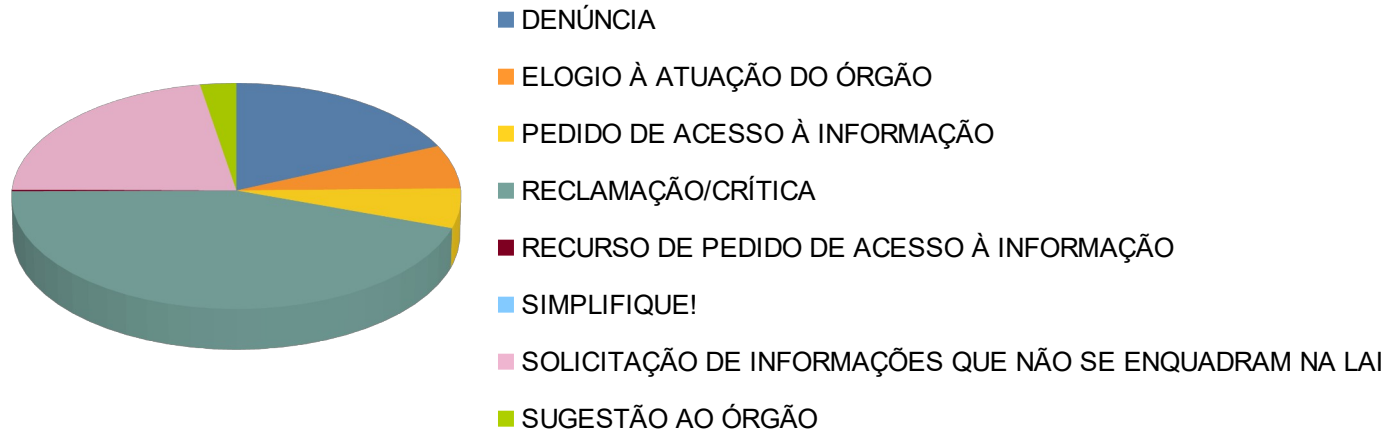 DENÚNCIA
ELOGIO À ATUAÇÃO DO ÓRGÃO
PEDIDO DE ACESSO À INFORMAÇÃO
RECLAMAÇÃO/CRÍTICA
RECURSO DE PEDIDO DE ACESSO À INFORMAÇÃO
SIMPLIFIQUE!
SOLICITAÇÃO DE INFORMAÇÕES QUE NÃO SE ENQUADRAM NA LAI
SUGESTÃO AO ÓRGÃO